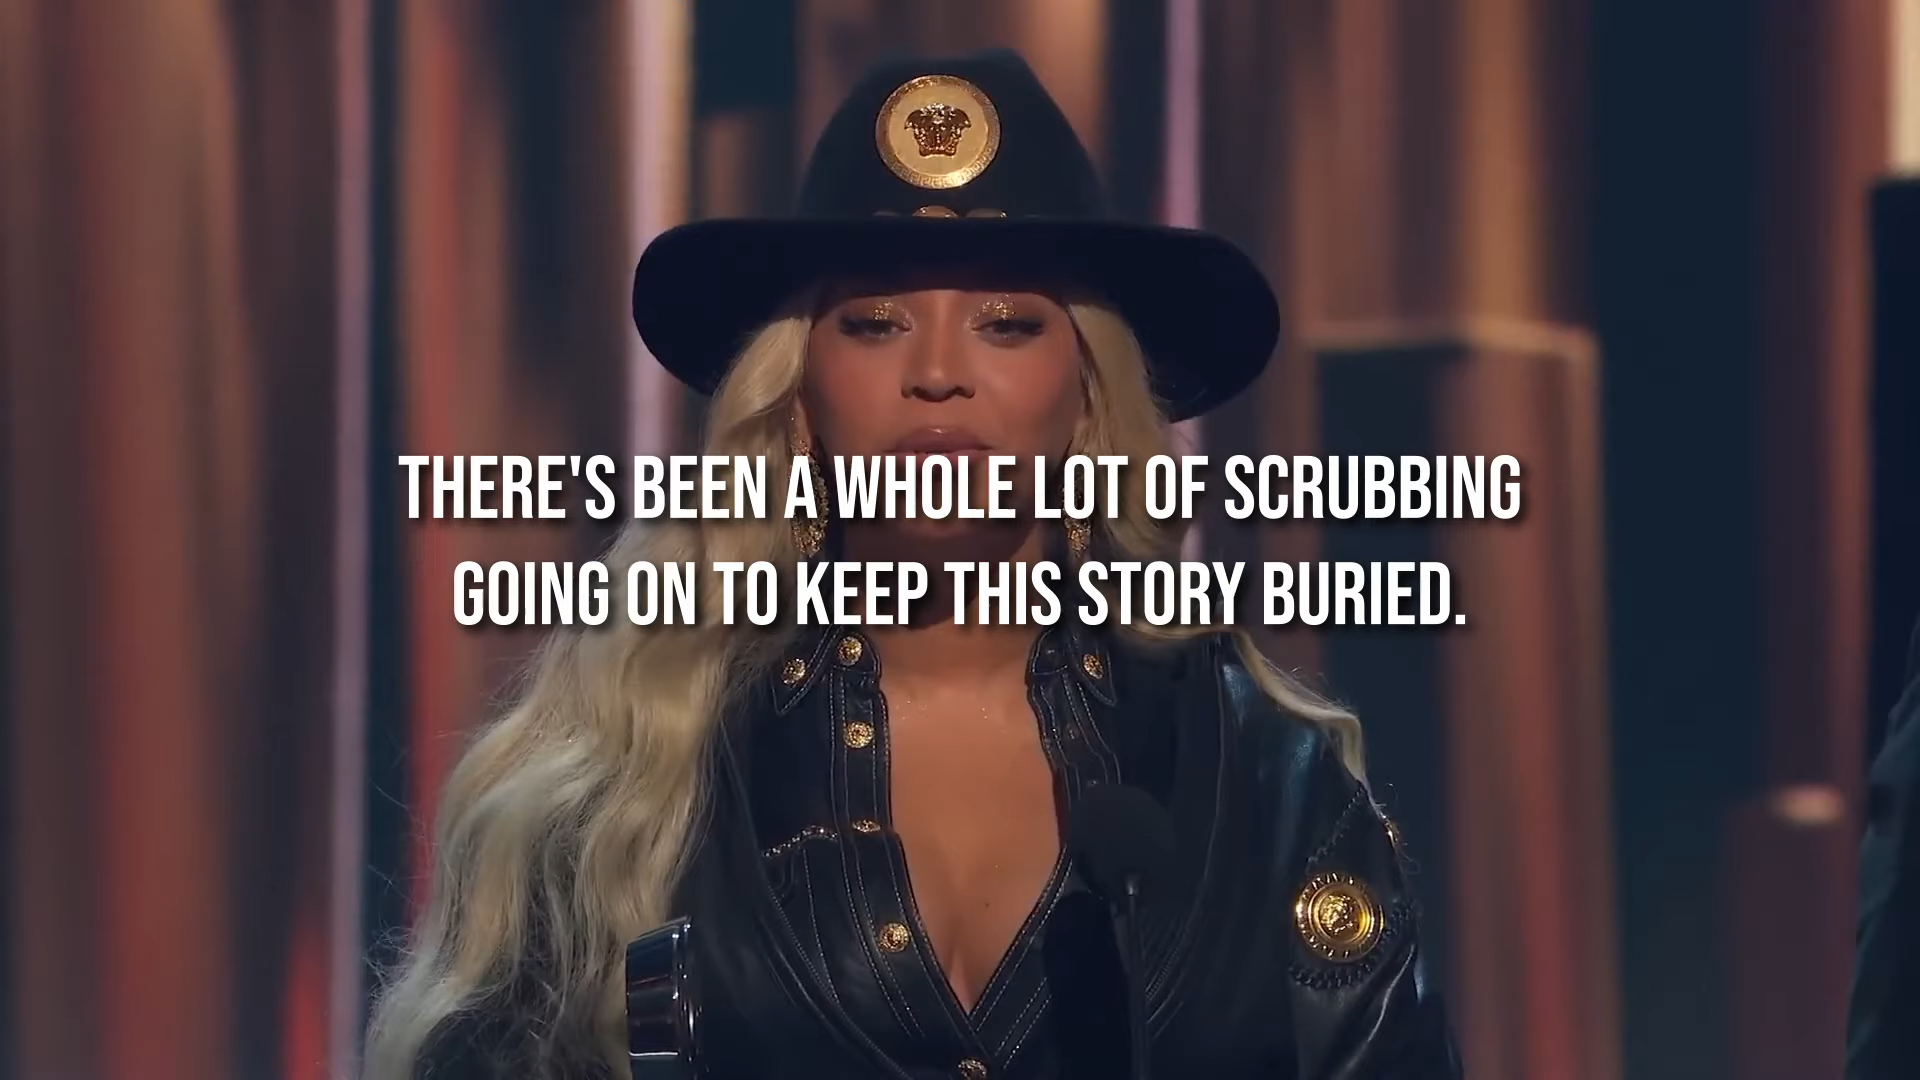 THERE'S BEEN A WHOLE LOT OF SCRUBBING
GOING ON TO KEEP THIS STORY BURIED.